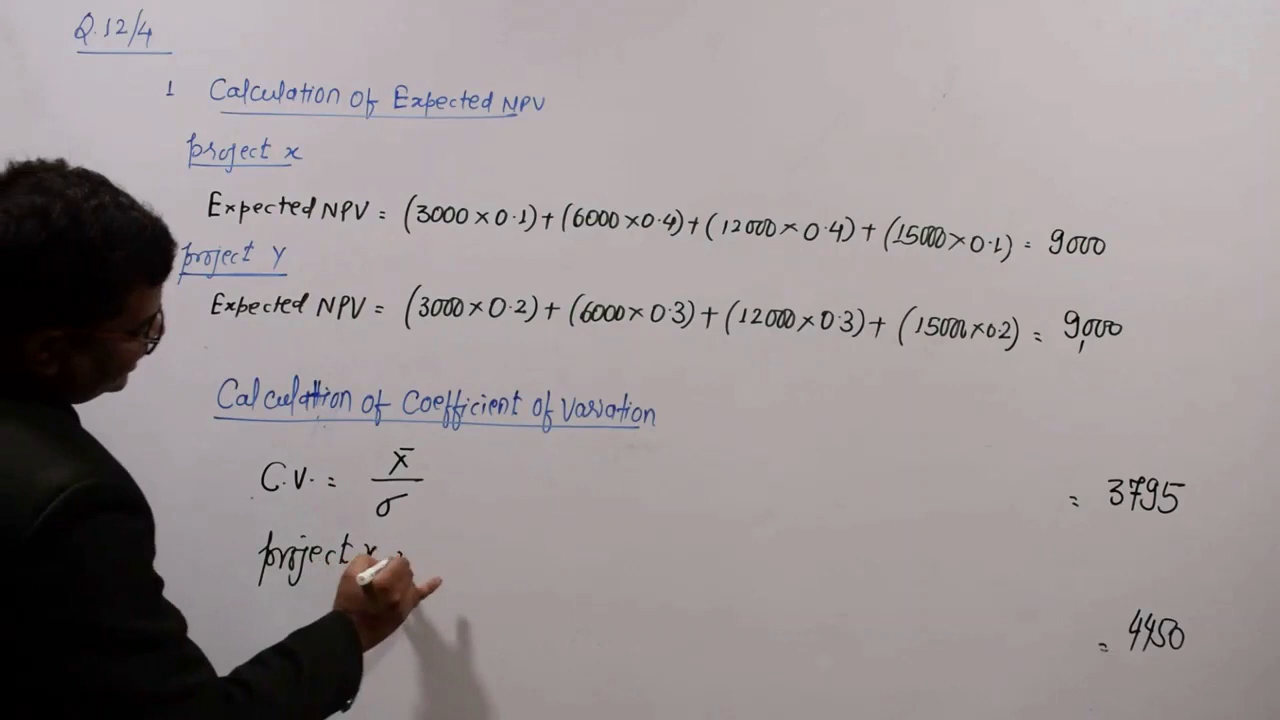 Q.12/4
1 Calculation of Expected NPV
project x
Expected NPV = (3000 × 0.1) + (6000 × 0.4) + (12000 × 0.4) + (15000 × 0.1) = 9000
project Y
Expected NPV = (3000 × 0.2) + (6000 × 0.3) + (12000 × 0.3) + (15000 × 0.2) = 9,000
Calculation of Coefficient of Variation
C.V. = x̄ / σ
= 3795
project x
= 4450